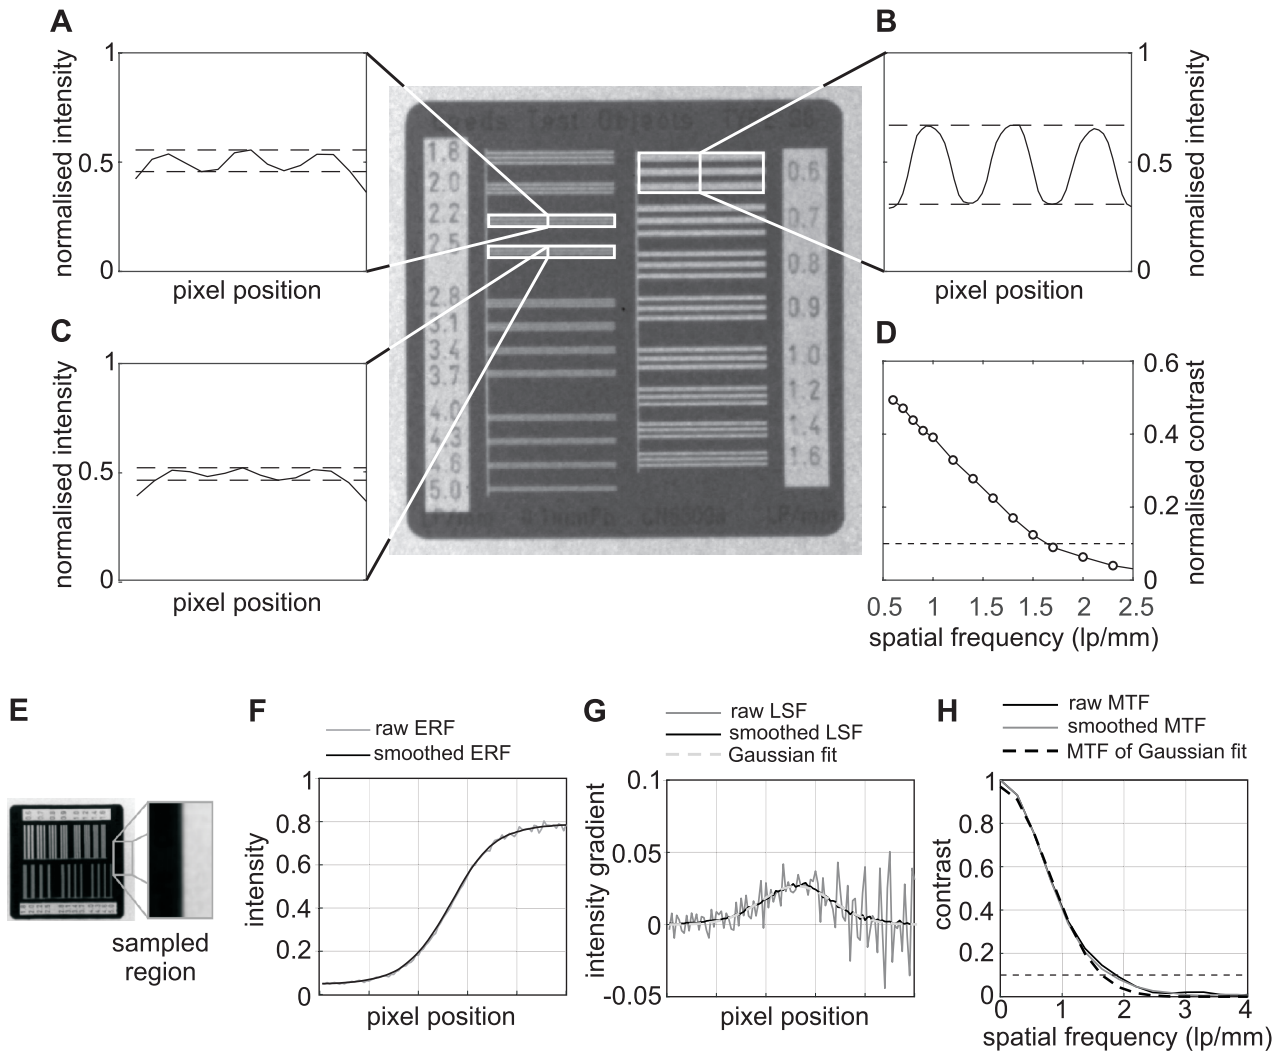 A
B
1
0.5
0
normalised intensity
pixel position
1
0.5
0
normalised intensity
pixel position
Test Objects TYPE
1.8
2.0
2.2
2.5
2.8
3.1
3.4
3.7
4.0
4.3
4.6
5.0
LP/mm
0.6
0.7
0.8
0.9
1.0
1.2
1.4
1.6
LP/mm
C
1
0.5
0
normalised intensity
pixel position
D
0.6
0.4
0.2
0
normalised contrast
0.5 1 1.5 1.5 2 2.5
spatial frequency (lp/mm)
E
sampled
region
F
raw ERF
smoothed ERF
1
0.8
0.6
0.4
0.2
0
intensity
pixel position
G
raw LSF
smoothed LSF
Gaussian fit
0.1
0.05
0
-0.05
intensity gradient
pixel position
H
raw MTF
smoothed MTF
MTF of Gaussian fit
1
0.8
0.6
0.4
0.2
0
contrast
0 1 2 3 4
spatial frequency (lp/mm)